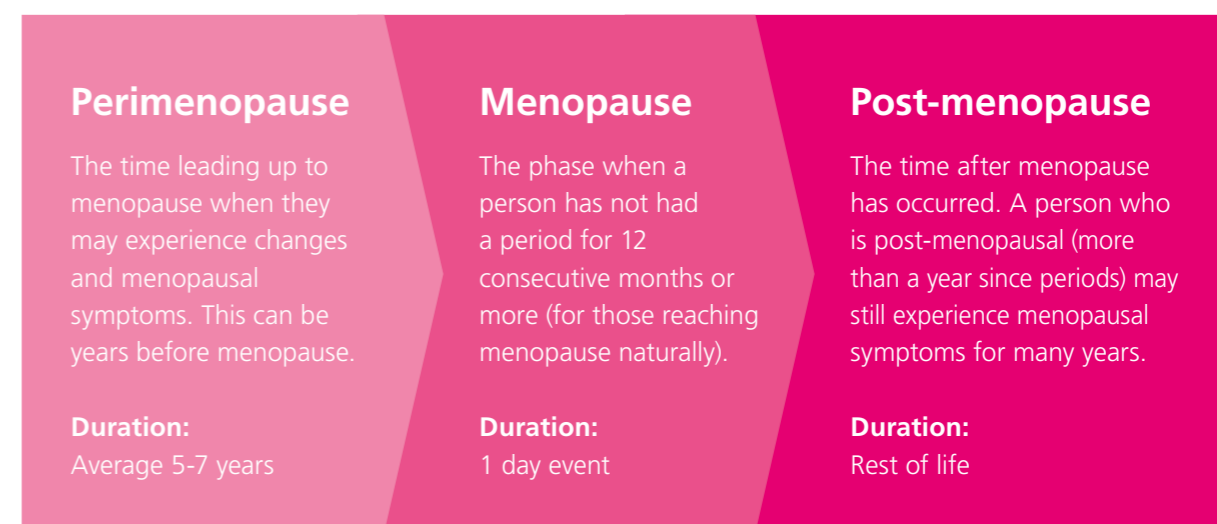 Perimenopause
The time leading up to
menopause when they
may experience changes
and menopausal
symptoms. This can be
years before menopause.
Duration:
Average 5-7 years
Menopause
The phase when a
person has not had
a period for 12
consecutive months or
more (for those reaching
menopause naturally).
Duration:
1 day event
Post-menopause
The time after menopause
has occurred. A person who
is post-menopausal (more
than a year since periods) may
still experience menopausal
symptoms for many years.
Duration:
Rest of life